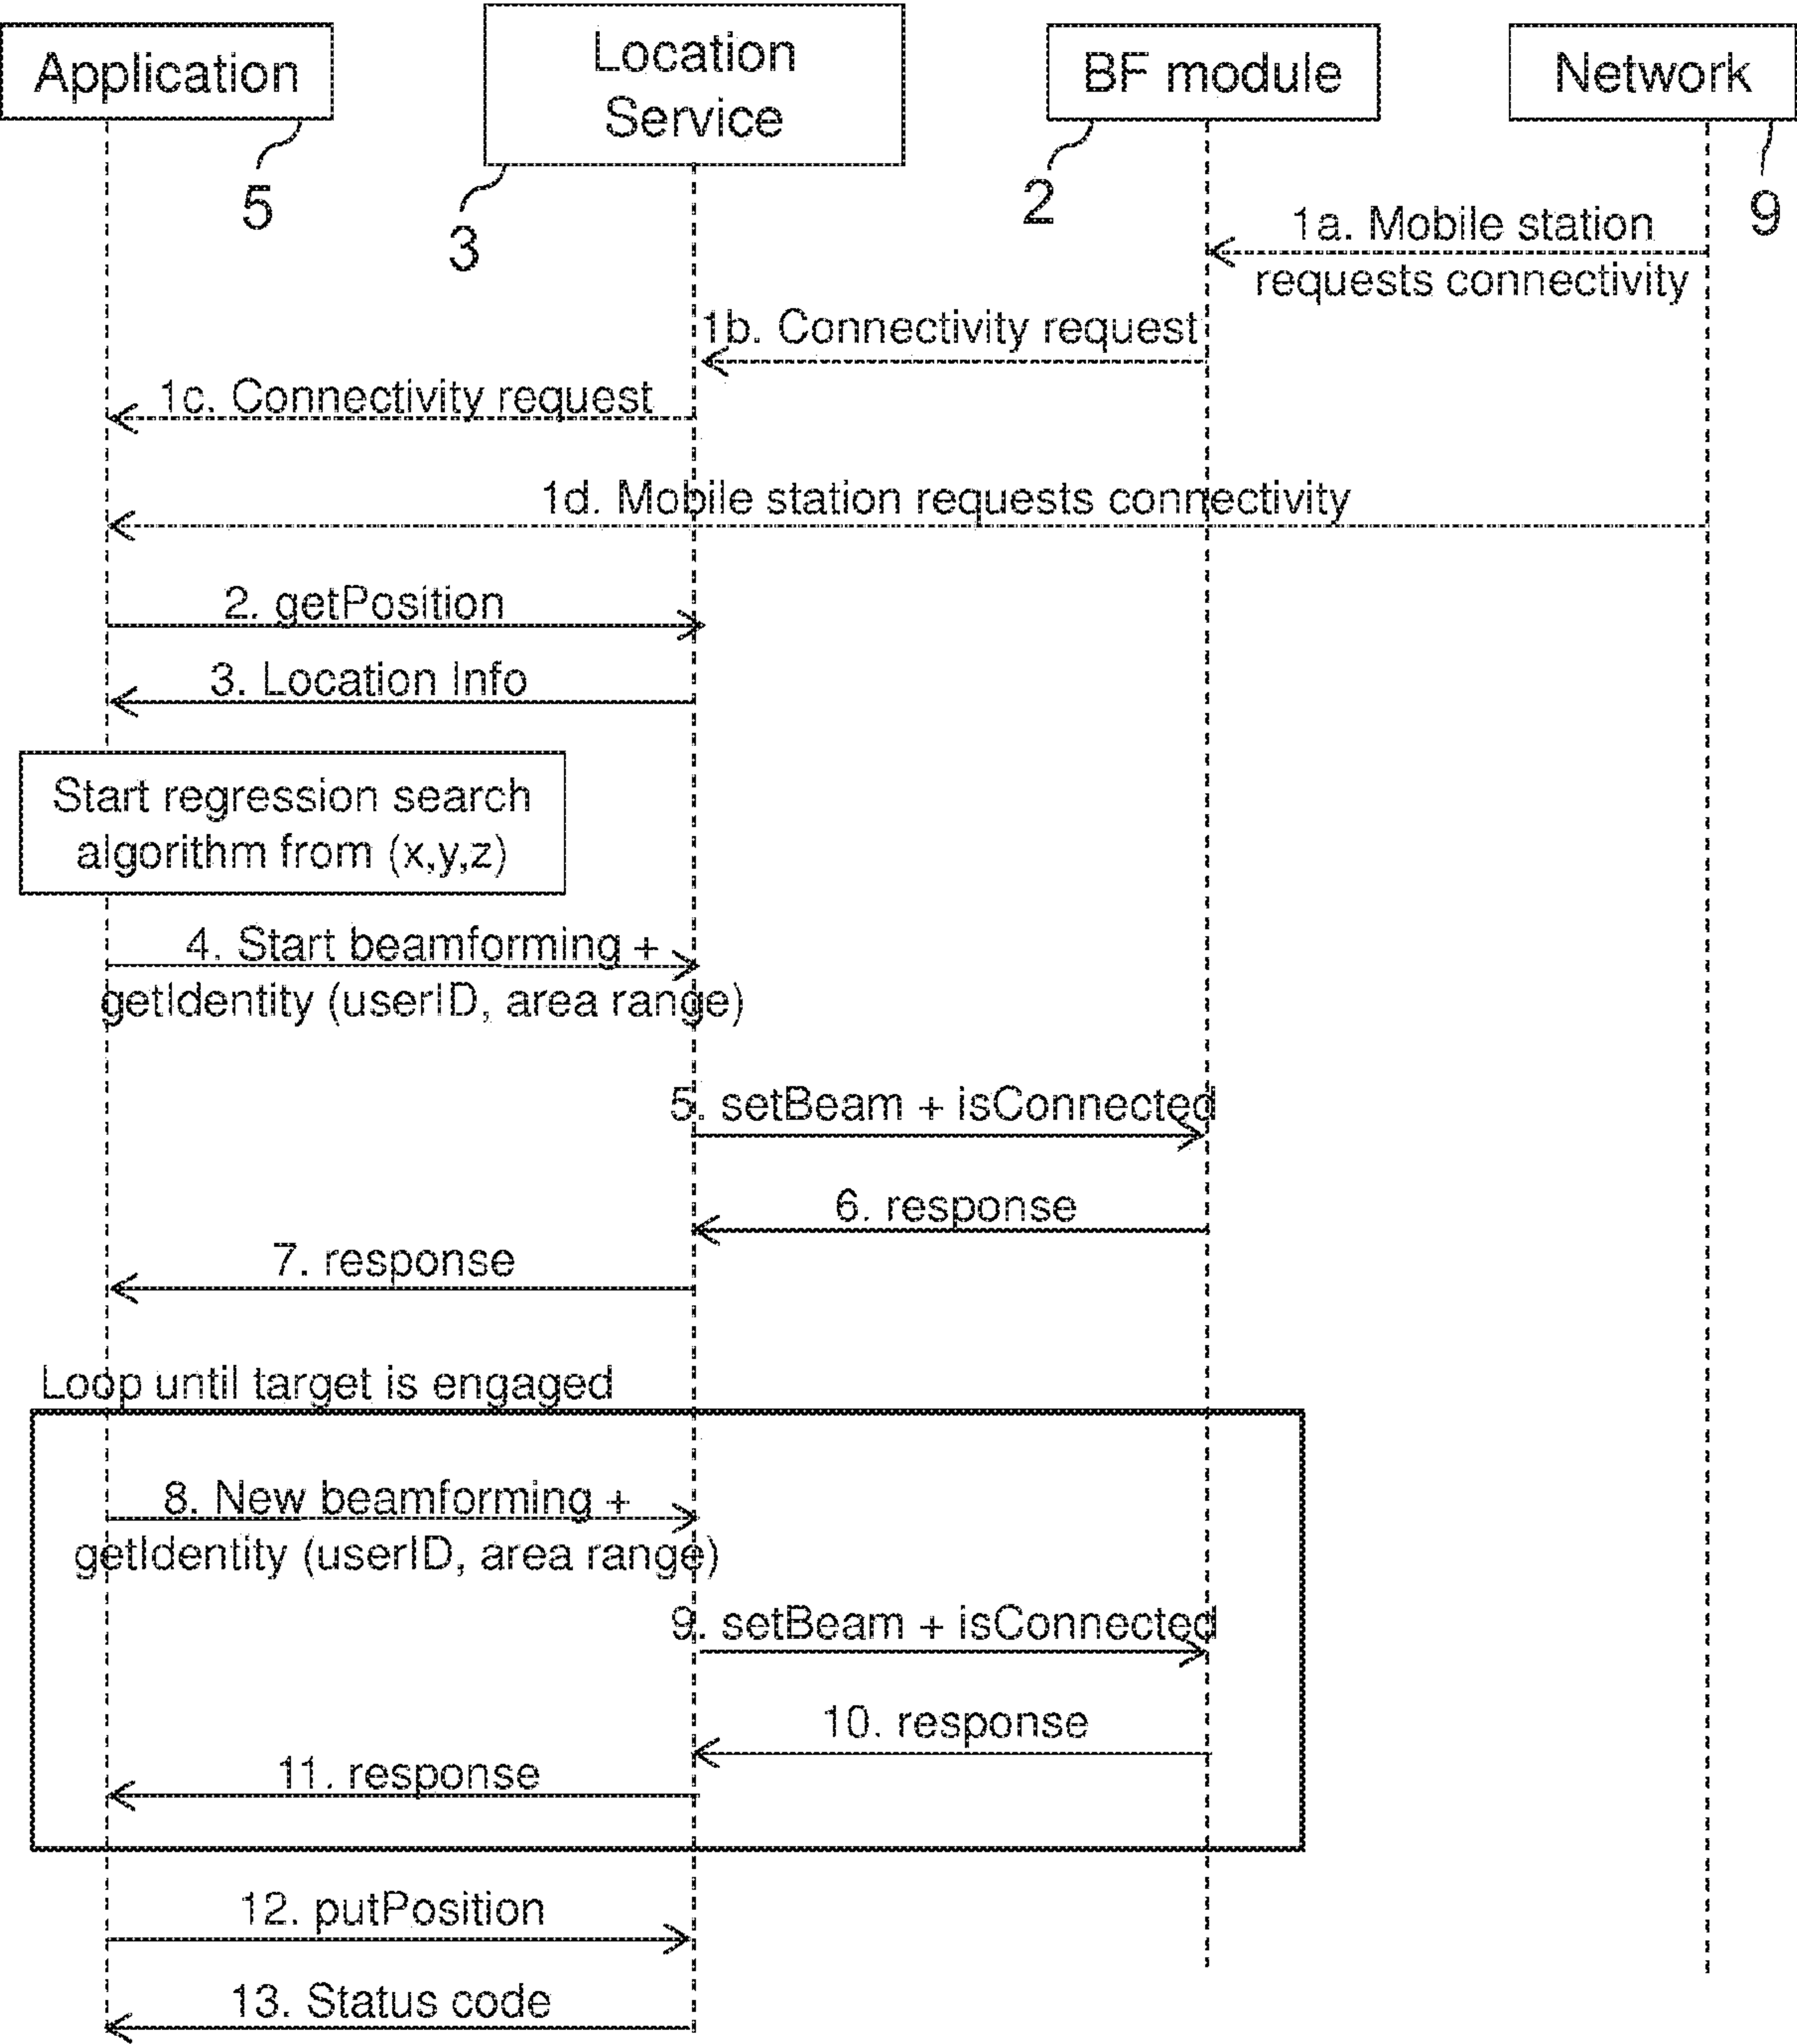 Application
Location
Service
BF module
Network
5
3
2
9
1a. Mobile station
requests connectivity
1b. Connectivity request
1c. Connectivity request
1d. Mobile station requests connectivity
2. getPosition
3. Location Info
Start regression search
algorithm from (x,y,z)
4. Start beamforming +
getIdentity (userID, area range)
5. setBeam + isConnected
6. response
7. response
Loop until target is engaged
8. New beamforming +
getIdentity (userID, area range)
9. setBeam + isConnected
10. response
11. response
12. putPosition
13. Status code